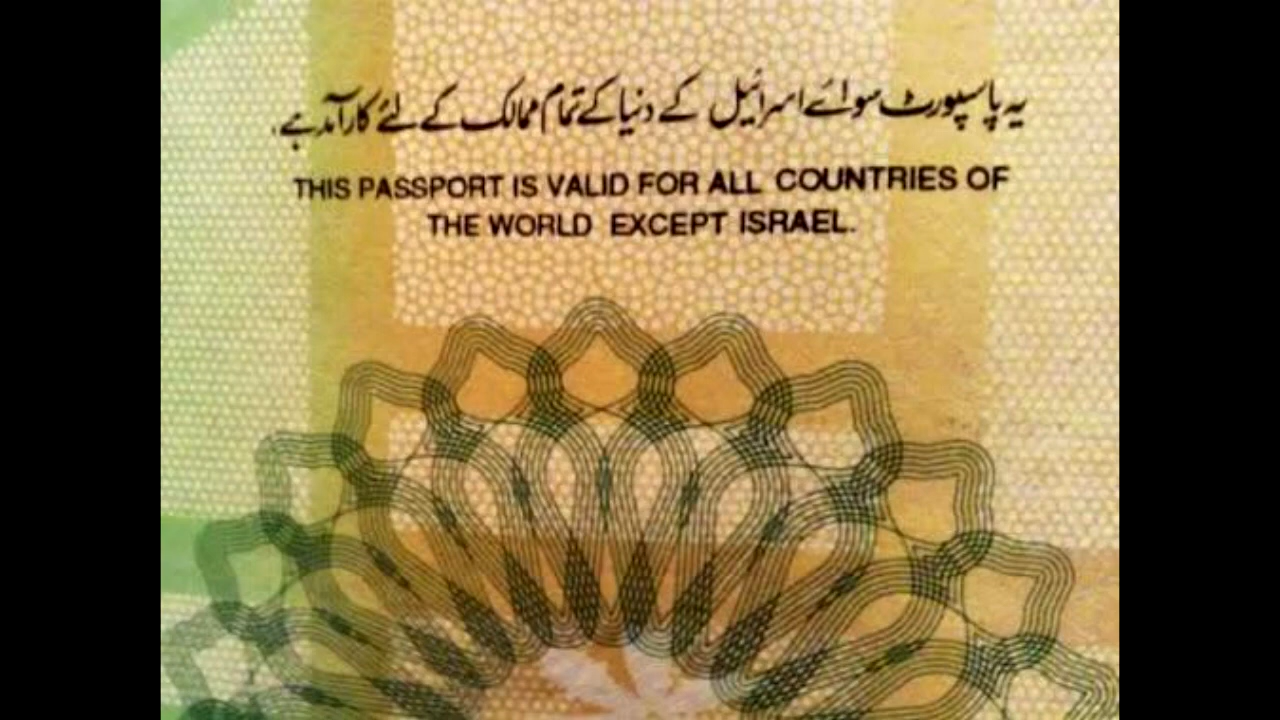 یہ پاسپورٹ سوائے اسرائیل کے دنیا کے تمام ممالک کے لئے کارآمد ہے۔
THIS PASSPORT IS VALID FOR ALL COUNTRIES OF
THE WORLD EXCEPT ISRAEL.